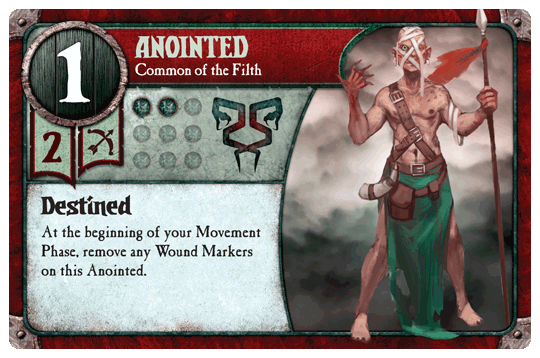 1
ANOINTED
Common of the Filth
2
Destined
At the beginning of your Movement
Phase, remove any Wound Markers
on this Anointed.